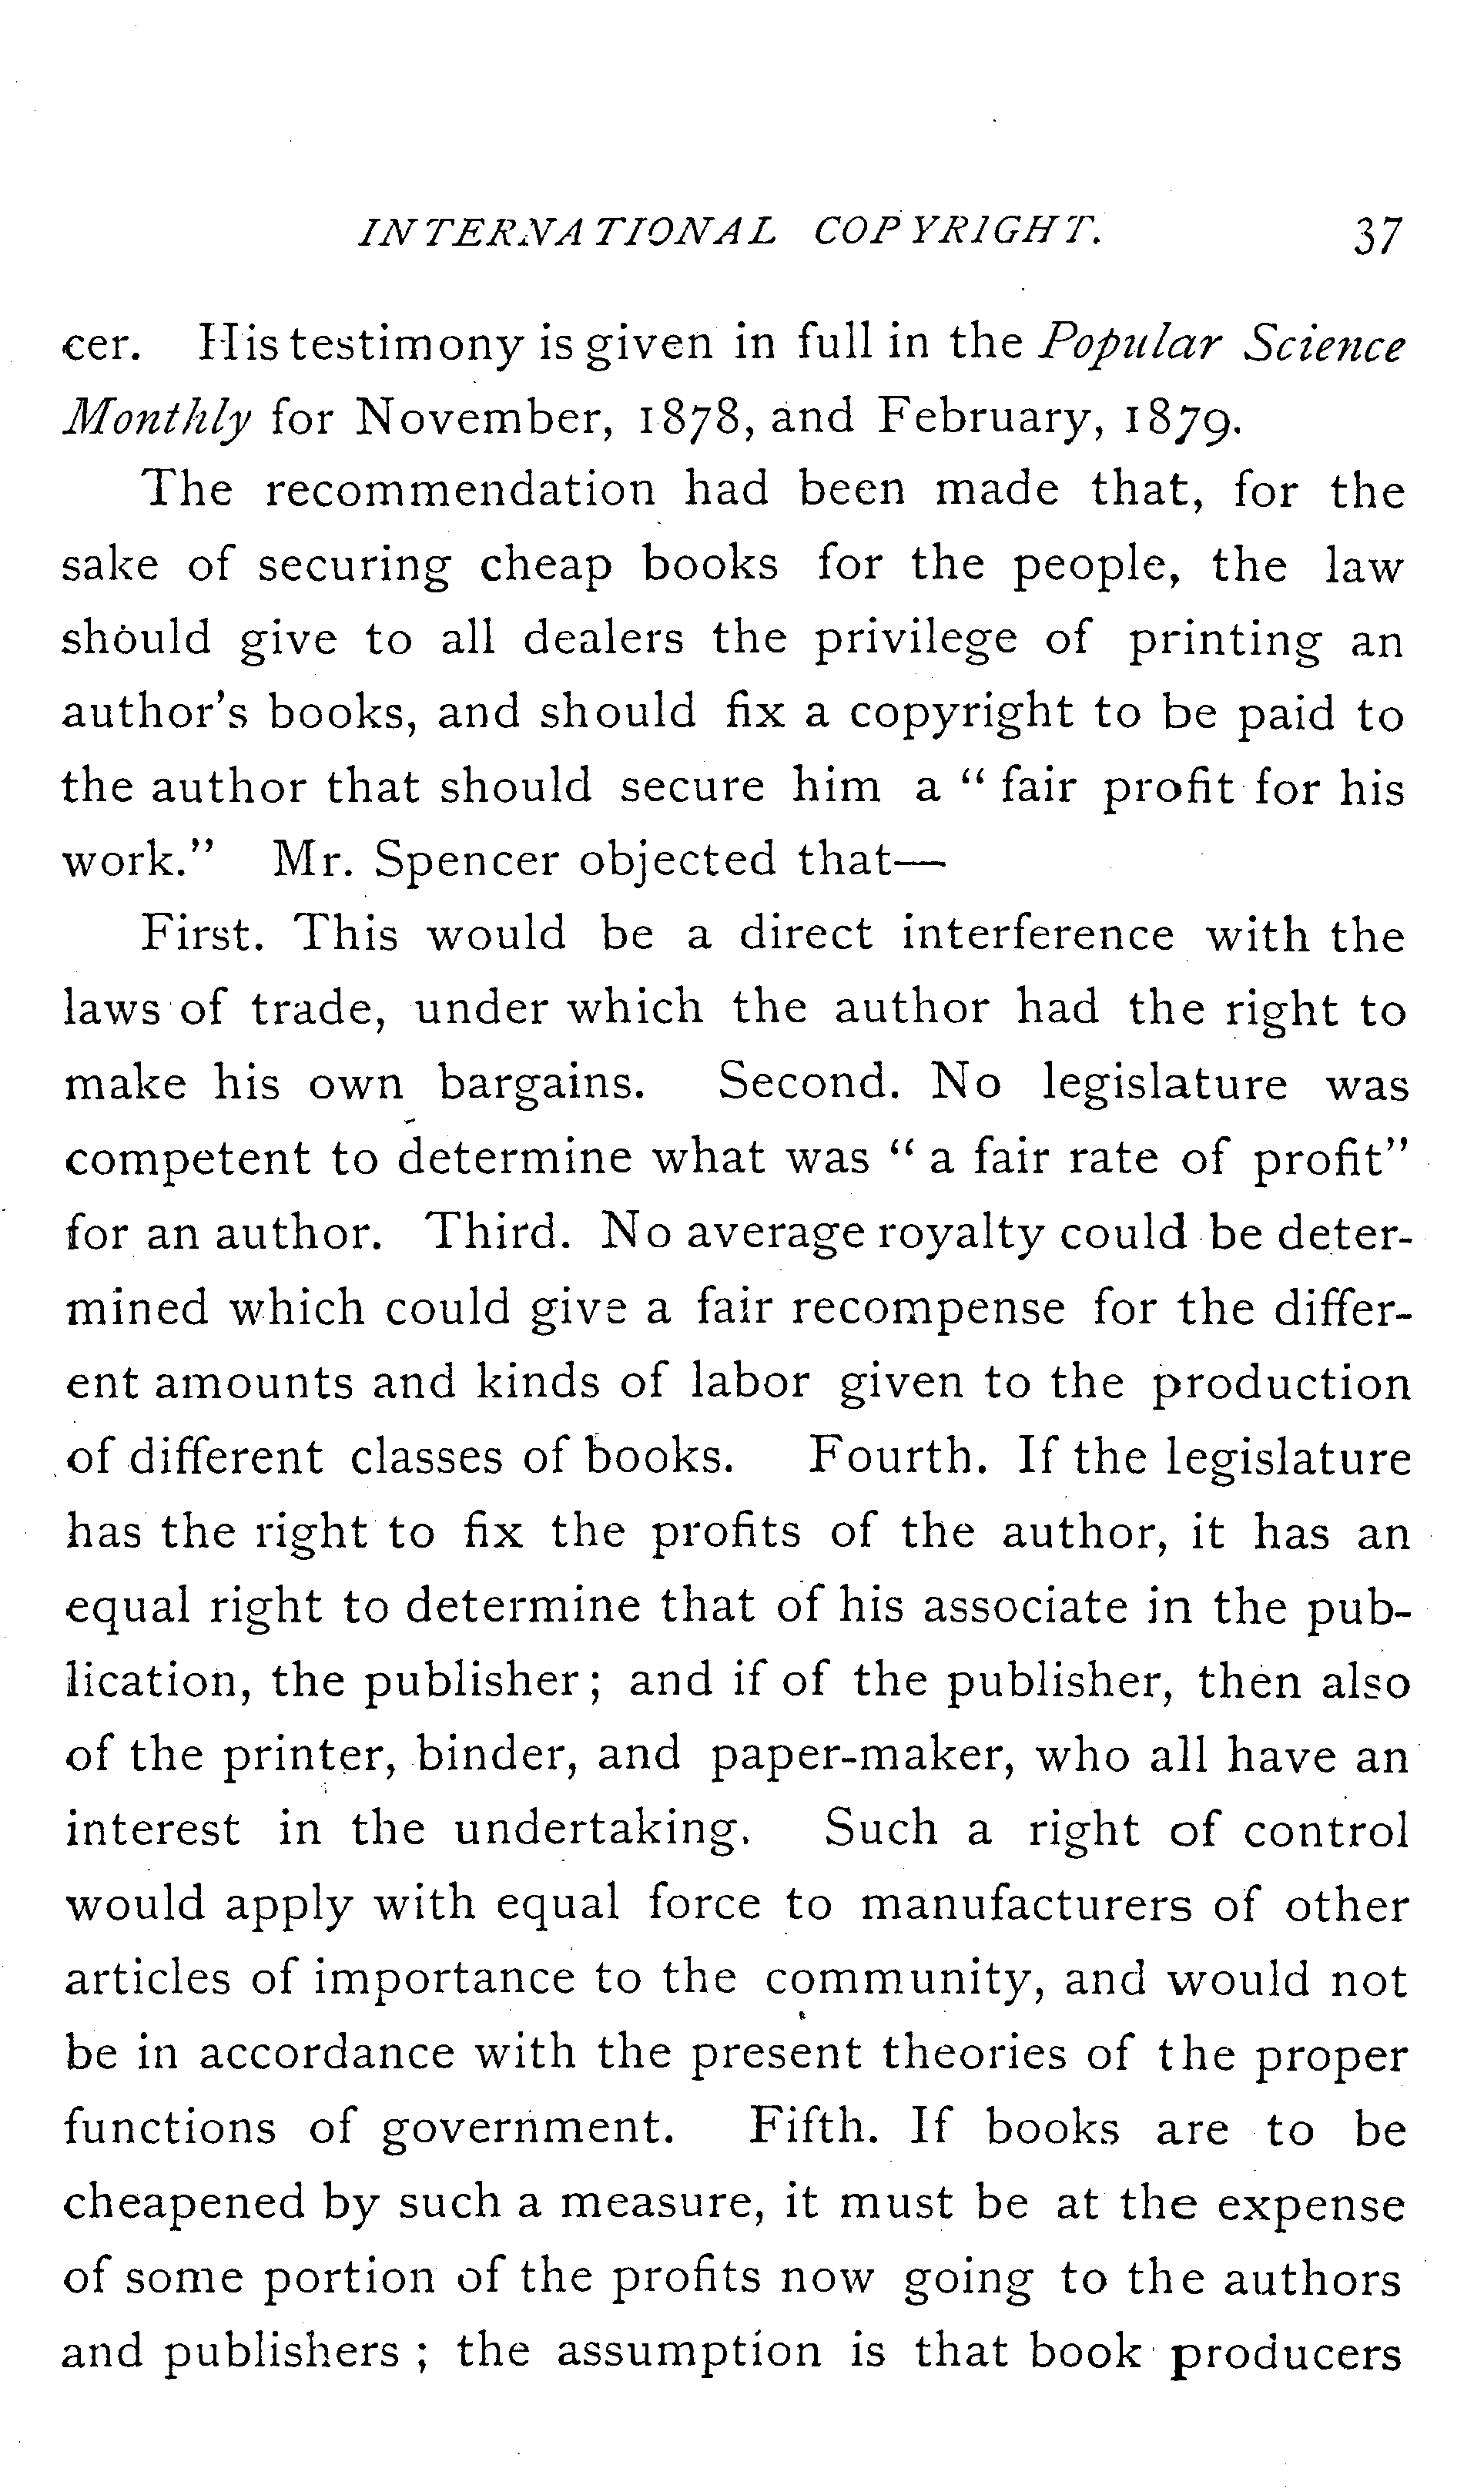 INTERNATIONAL COPYRIGHT. 37
cer. His testimony is given in full in the Popular Science
Monthly for November, 1878, and February, 1879.
The recommendation had been made that, for the
sake of securing cheap books for the people, the law
should give to all dealers the privilege of printing an
author's books, and should fix a copyright to be paid to
the author that should secure him a “ fair profit for his
work.” Mr. Spencer objected that—
First. This would be a direct interference with the
laws of trade, under which the author had the right to
make his own bargains. Second. No legislature was
competent to determine what was “ a fair rate of profit”
for an author. Third. No average royalty could be deter-
mined which could give a fair recompense for the differ-
ent amounts and kinds of labor given to the production
of different classes of books. Fourth. If the legislature
has the right to fix the profits of the author, it has an
equal right to determine that of his associate in the pub-
lication, the publisher ; and if of the publisher, then also
of the printer, binder, and paper-maker, who all have an
interest in the undertaking. Such a right of control
would apply with equal force to manufacturers of other
articles of importance to the community, and would not
be in accordance with the present theories of the proper
functions of government. Fifth. If books are to be
cheapened by such a measure, it must be at the expense
of some portion of the profits now going to the authors
and publishers ; the assumption is that book producers